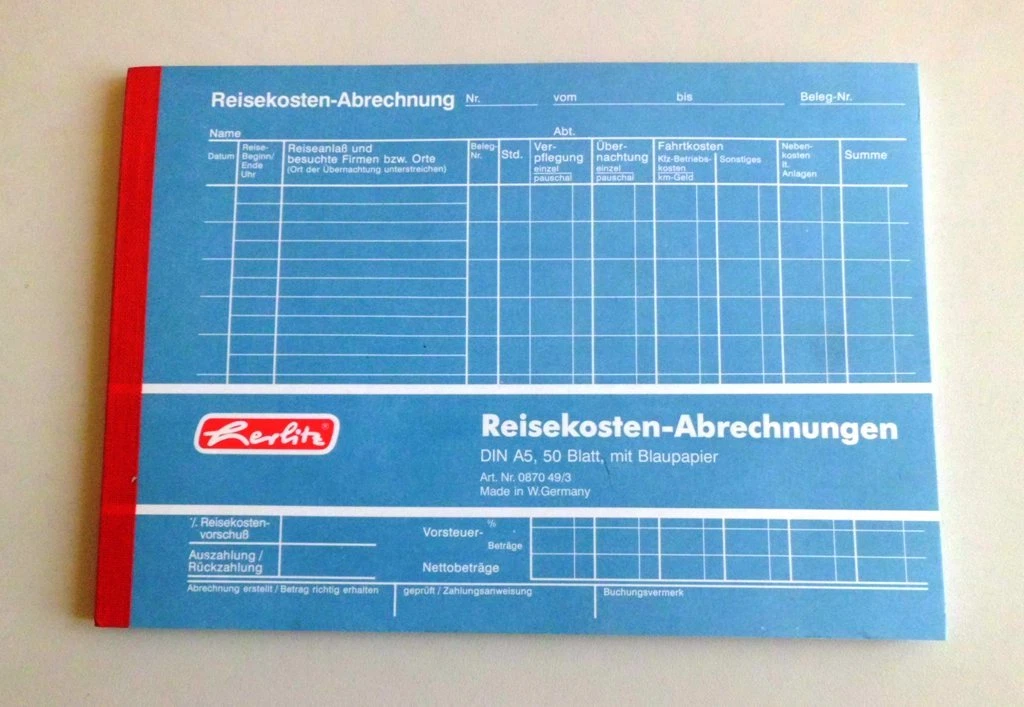 Reisekosten-Abrechnung Nr. vom bis Beleg-Nr.
Name Abt.
Datum
Reise-
Beginn/
Ende
Uhr
Reiseanlaß und
besuchte Firmen bzw. Orte
(Ort der Übernachtung unterstreichen)
Beleg-
Nr.
Std.
Ver-
pflegung
einzel
pauschal
Über-
nachtung
einzel
pauschal
Fahrtkosten
Kfz-Betriebs-
kosten
km-Geld
Sonstiges
Neben-
kosten
lt.
Anlagen
Summe
herlitz®
Reisekosten-Abrechnungen
DIN A5, 50 Blatt, mit Blaupapier
Art. Nr. 0870 49/3
Made in W.Germany
⁒ Reisekosten-
vorschuß
Auszahlung /
Rückzahlung
Vorsteuer-
%
Beträge
Nettobeträge
Abrechnung erstellt / Betrag richtig erhalten
geprüft / Zahlungsanweisung
Buchungsvermerk